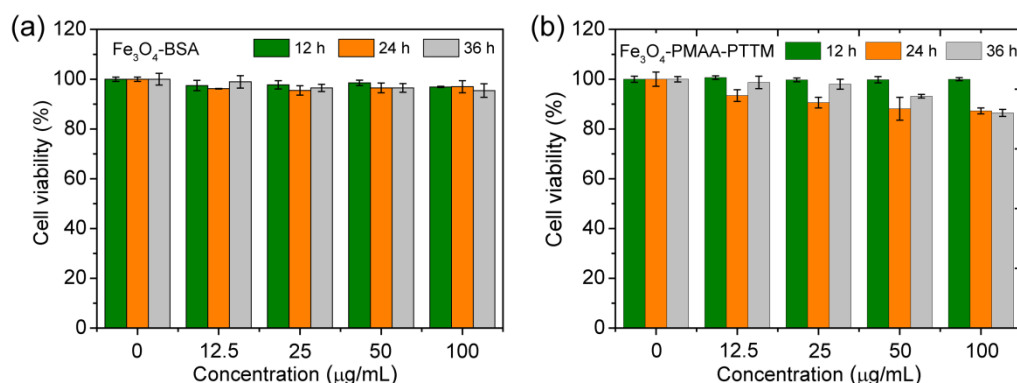 (a)
Fe₃O₄-BSA
12 h
24 h
36 h
Cell viability (%)
120
100
80
60
40
20
0
0 12.5 25 50 100
Concentration (μg/mL)
(b)
Fe₃O₄-PMAA-PTTM
12 h
24 h
36 h
Cell viability (%)
120
100
80
60
40
20
0
0 12.5 25 50 100
Concentration (μg/mL)